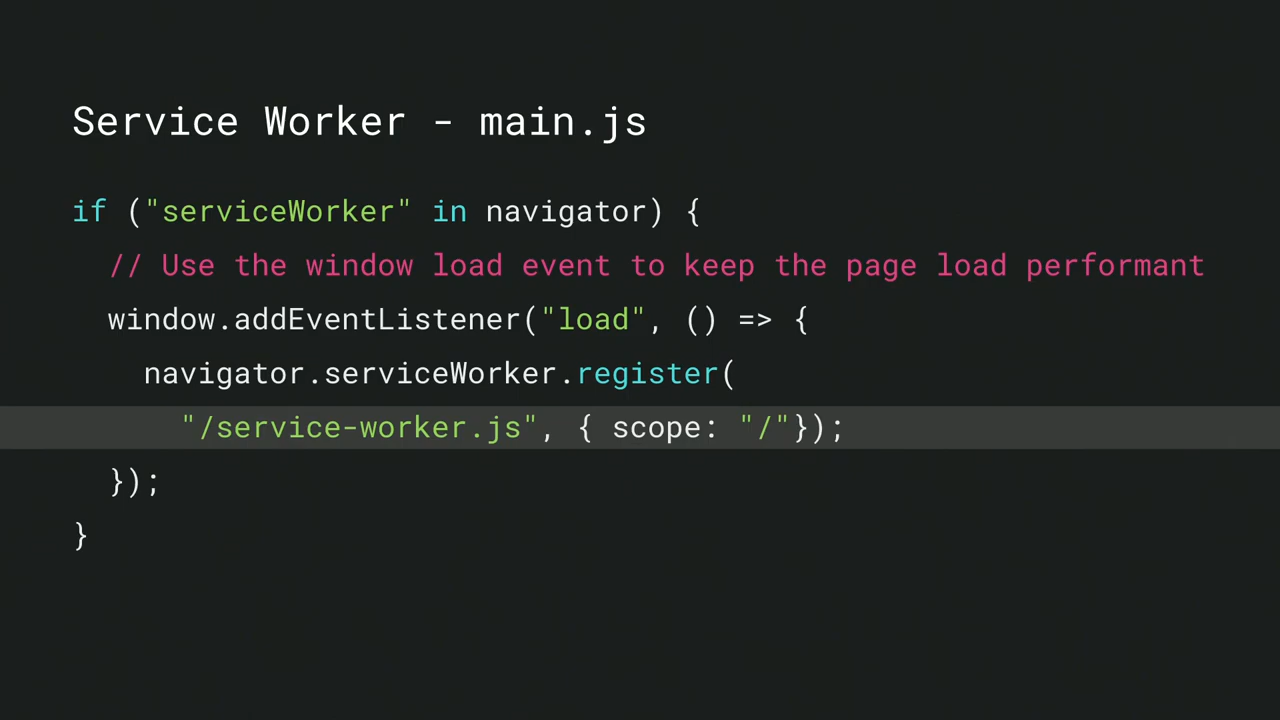 Service Worker - main.js
if ("serviceWorker" in navigator) {
  // Use the window load event to keep the page load performant
  window.addEventListener("load", () => {
    navigator.serviceWorker.register(
      "/service-worker.js", { scope: "/"});
  });
}